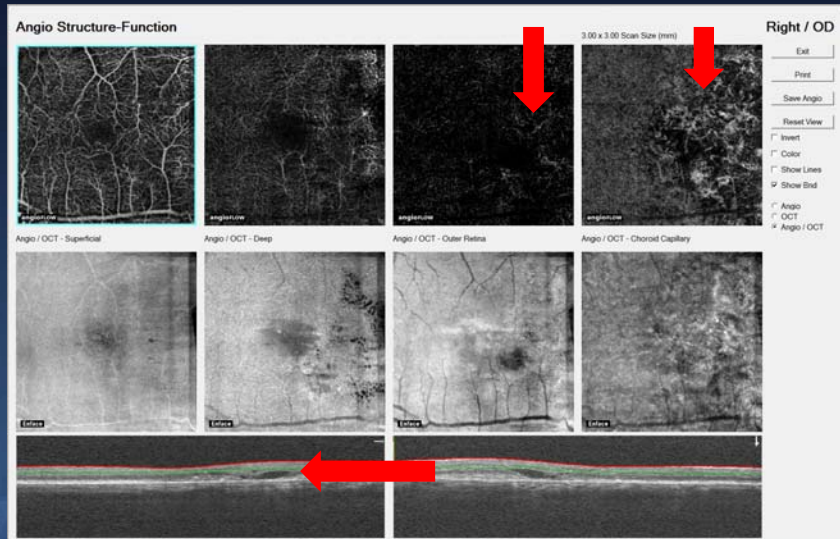 Angio Structure-Function
Right / OD
3.00 x 3.00 Scan Size (mm)
Exit
Print
Save Angio
Reset View
Invert
Color
Show Lines
Show Bnd
Angio
OCT
Angio / OCT
angioFLOW
angioFLOW
angioFLOW
angioFLOW
Angio / OCT - Superficial
Angio / OCT - Deep
Angio / OCT - Outer Retina
Angio / OCT - Choroid Capillary
Enface
Enface
Enface
Enface